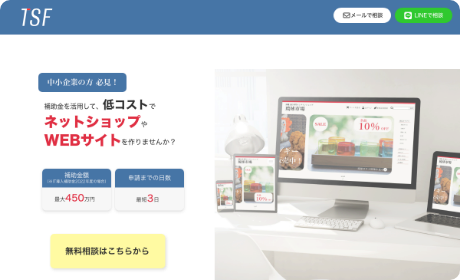 1SF
メールで相談
LINEで相談
中小企業の方 必見！
補助金を活用して、低コストで
ネットショップや
WEBサイトを作りませんか？
補助金額
申請までの日数
最大450万円
最短3日
無料相談はこちらから
10%OFF